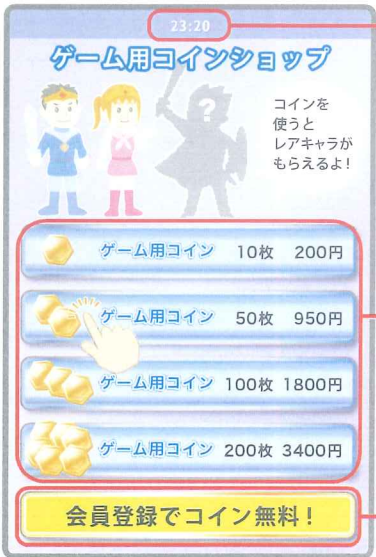 23:20
ゲーム用コインショップ
コインを
使うと
レアキャラが
もらえるよ!
?
ゲーム用コイン 10枚 200円
ゲーム用コイン 50枚 950円
ゲーム用コイン 100枚 1800円
ゲーム用コイン 200枚 3400円
会員登録でコイン無料!